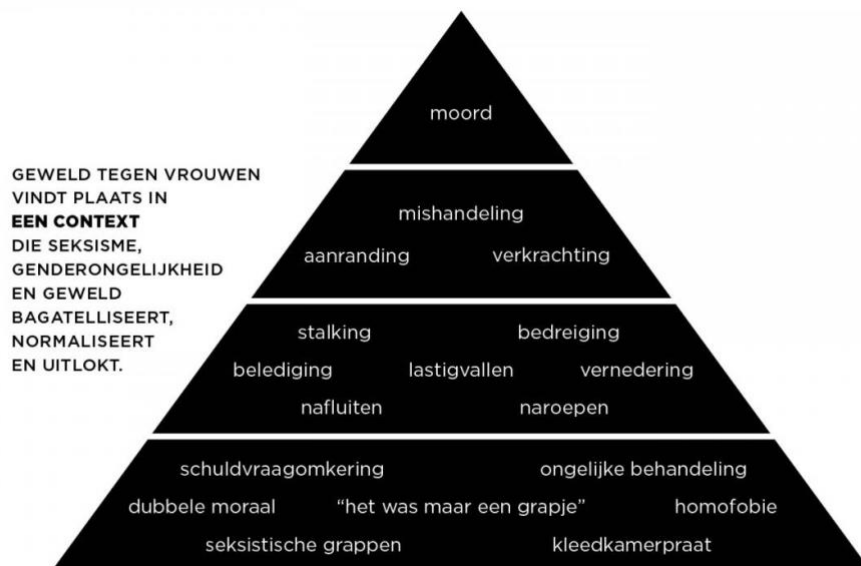 GEWELD TEGEN VROUWEN
VINDT PLAATS IN
EEN CONTEXT
DIE SEKSISME,
GENDERONGELIJKHEID
EN GEWELD
BAGATELLISEERT,
NORMALISEERT
EN UITLOKT.
moord
mishandeling
aanranding verkrachting
stalking bedreiging
belediging lastigvallen vernedering
nafluiten naroepen
schuldvraagomkering ongelijke behandeling
dubbele moraal “het was maar een grapje” homofobie
seksistische grappen kleedkamerpraat